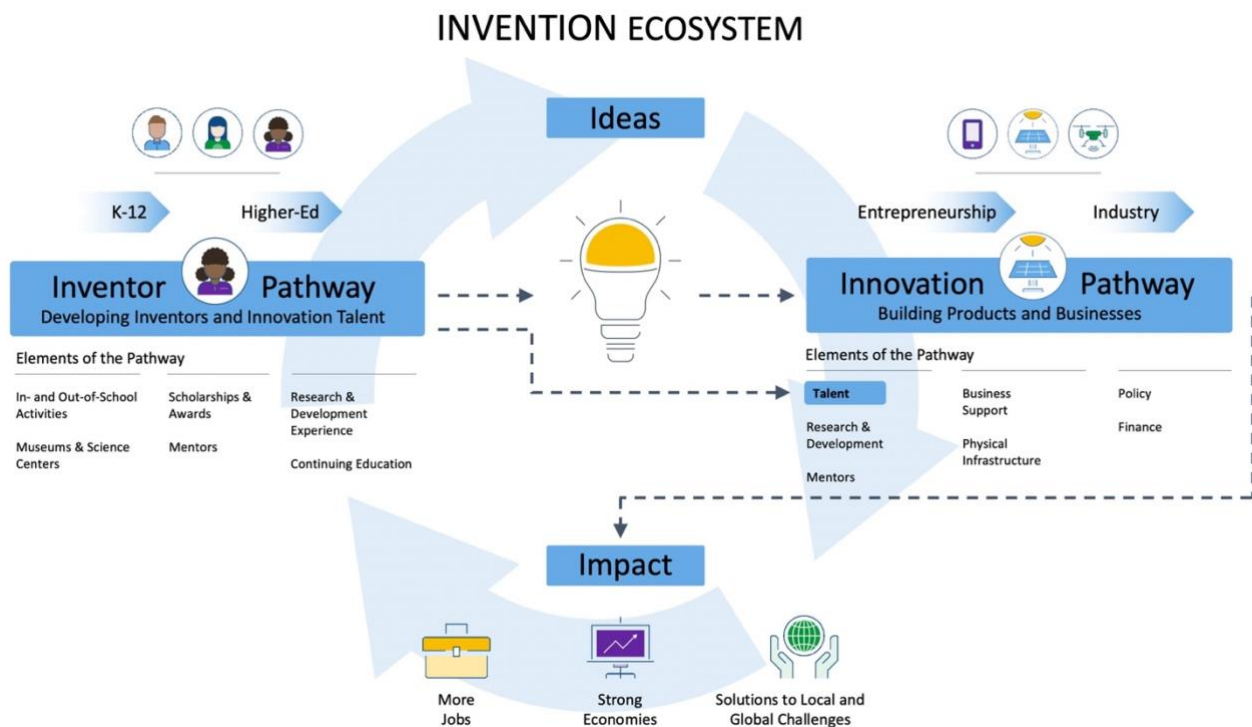 INVENTION ECOSYSTEM
Ideas
K-12
Higher-Ed
Inventor Pathway
Developing Inventors and Innovation Talent
Elements of the Pathway
In- and Out-of-School
Activities
Museums & Science
Centers
Scholarships &
Awards
Mentors
Research &
Development
Experience
Continuing Education
Entrepreneurship
Industry
Innovation Pathway
Building Products and Businesses
Elements of the Pathway
Talent
Research &
Development
Mentors
Business
Support
Physical
Infrastructure
Policy
Finance
Impact
More
Jobs
Strong
Economies
Solutions to Local and
Global Challenges